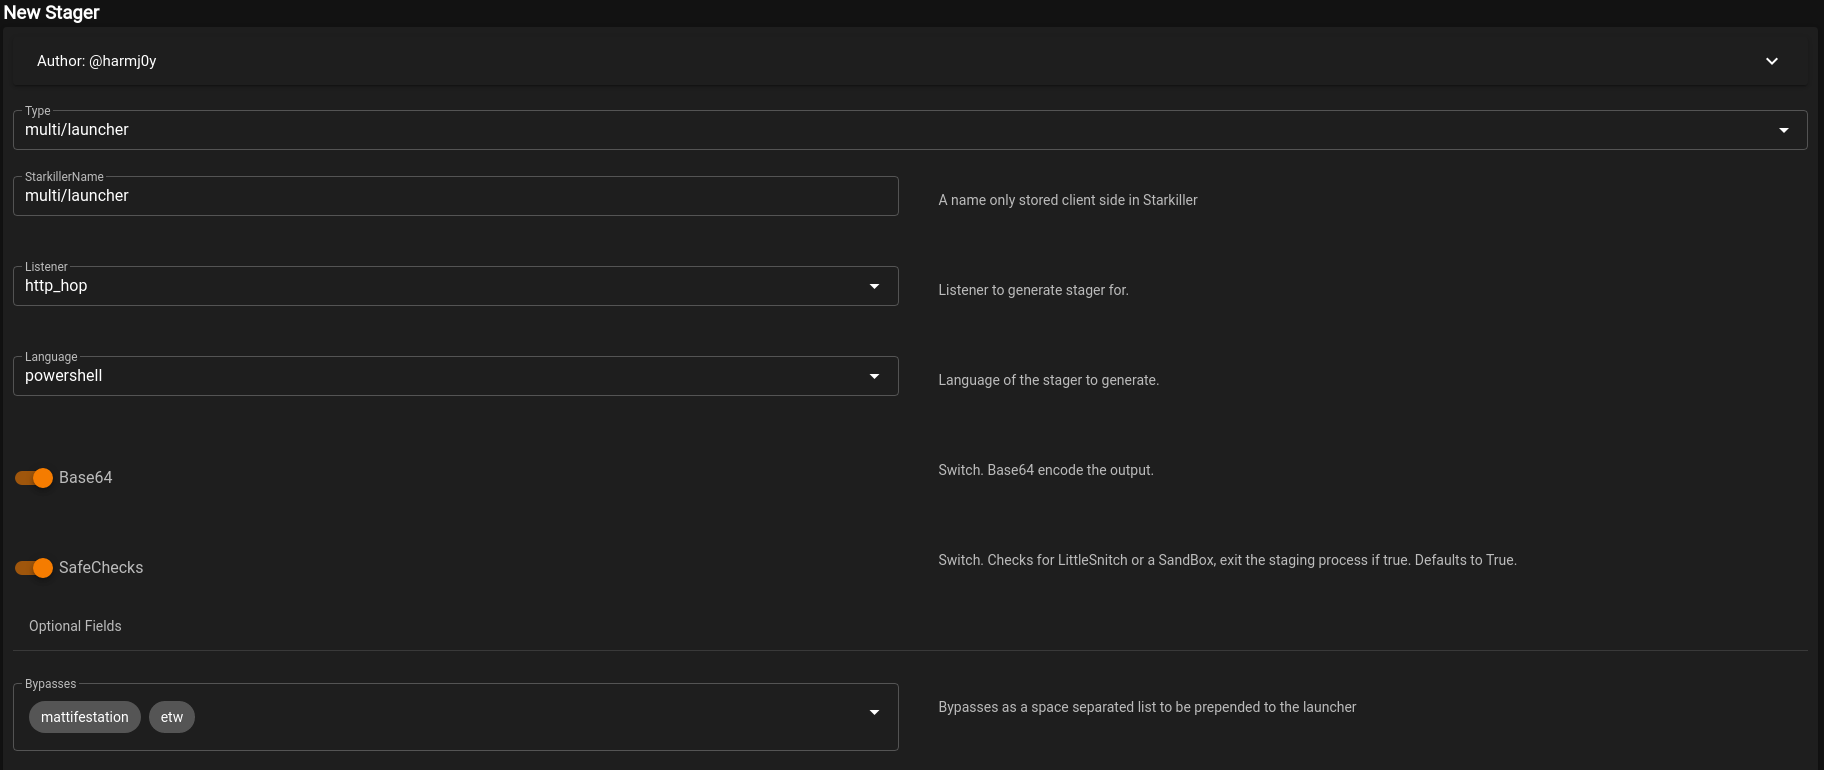 New Stager
Author: @harmj0y
Type
multi/launcher
StarkillerName
multi/launcher
A name only stored client side in Starkiller
Listener
http_hop
Listener to generate stager for.
Language
powershell
Language of the stager to generate.
Base64
Switch. Base64 encode the output.
SafeChecks
Switch. Checks for LittleSnitch or a SandBox, exit the staging process if true. Defaults to True.
Optional Fields
Bypasses
mattifestation etw
Bypasses as a space separated list to be prepended to the launcher